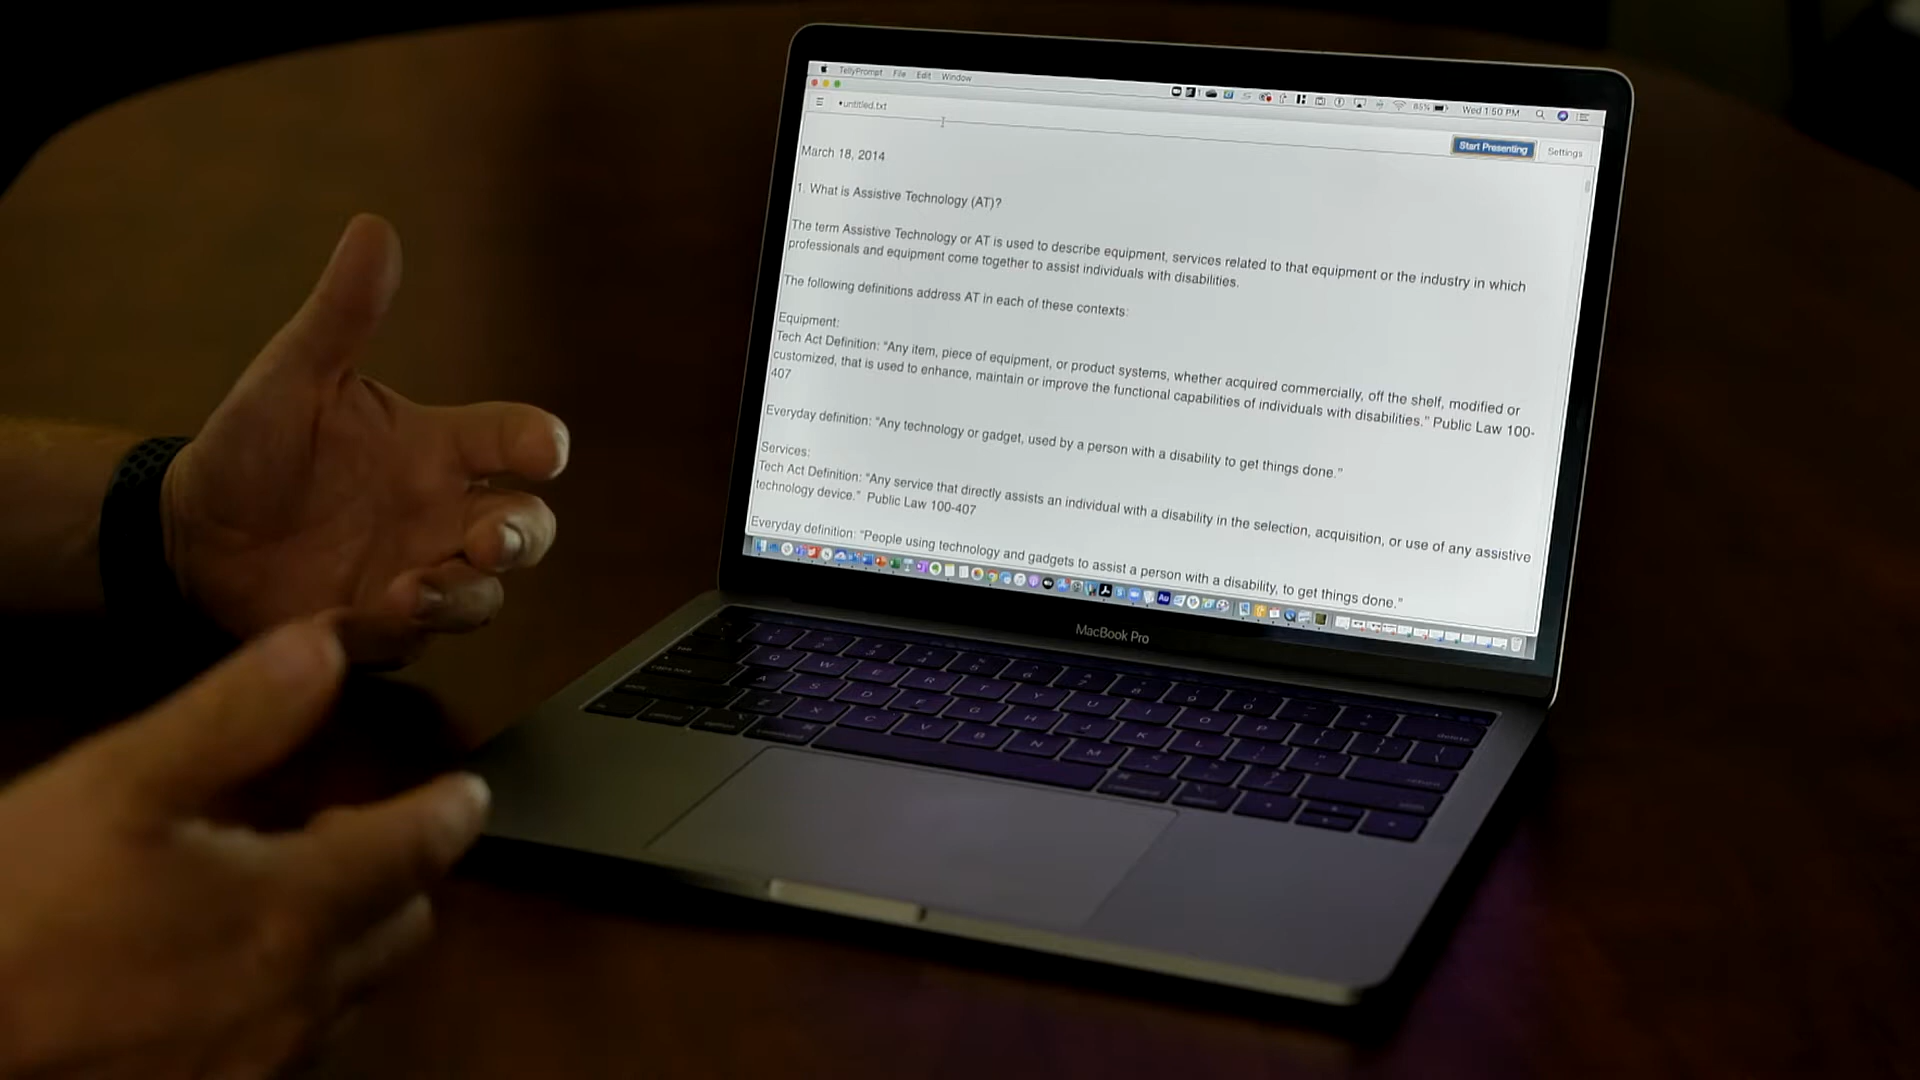 TellyPrompt File Edit Window
85% Wed 1:50 PM
•untitled.txt
Start Presenting Settings
March 18, 2014
1. What is Assistive Technology (AT)?
The term Assistive Technology or AT is used to describe equipment, services related to that equipment or the industry in which
professionals and equipment come together to assist individuals with disabilities.
The following definitions address AT in each of these contexts:
Equipment:
Tech Act Definition: “Any item, piece of equipment, or product systems, whether acquired commercially, off the shelf, modified or
customized, that is used to enhance, maintain or improve the functional capabilities of individuals with disabilities.” Public Law 100-
407
Everyday definition: “Any technology or gadget, used by a person with a disability to get things done.”
Services:
Tech Act Definition: “Any service that directly assists an individual with a disability in the selection, acquisition, or use of any assistive
technology device.” Public Law 100-407
Everyday definition: “People using technology and gadgets to assist a person with a disability, to get things done.”
Au
MacBook Pro
Q W E R T Y U I O P
delete
A S D F G H J K L
Z X C V B N M